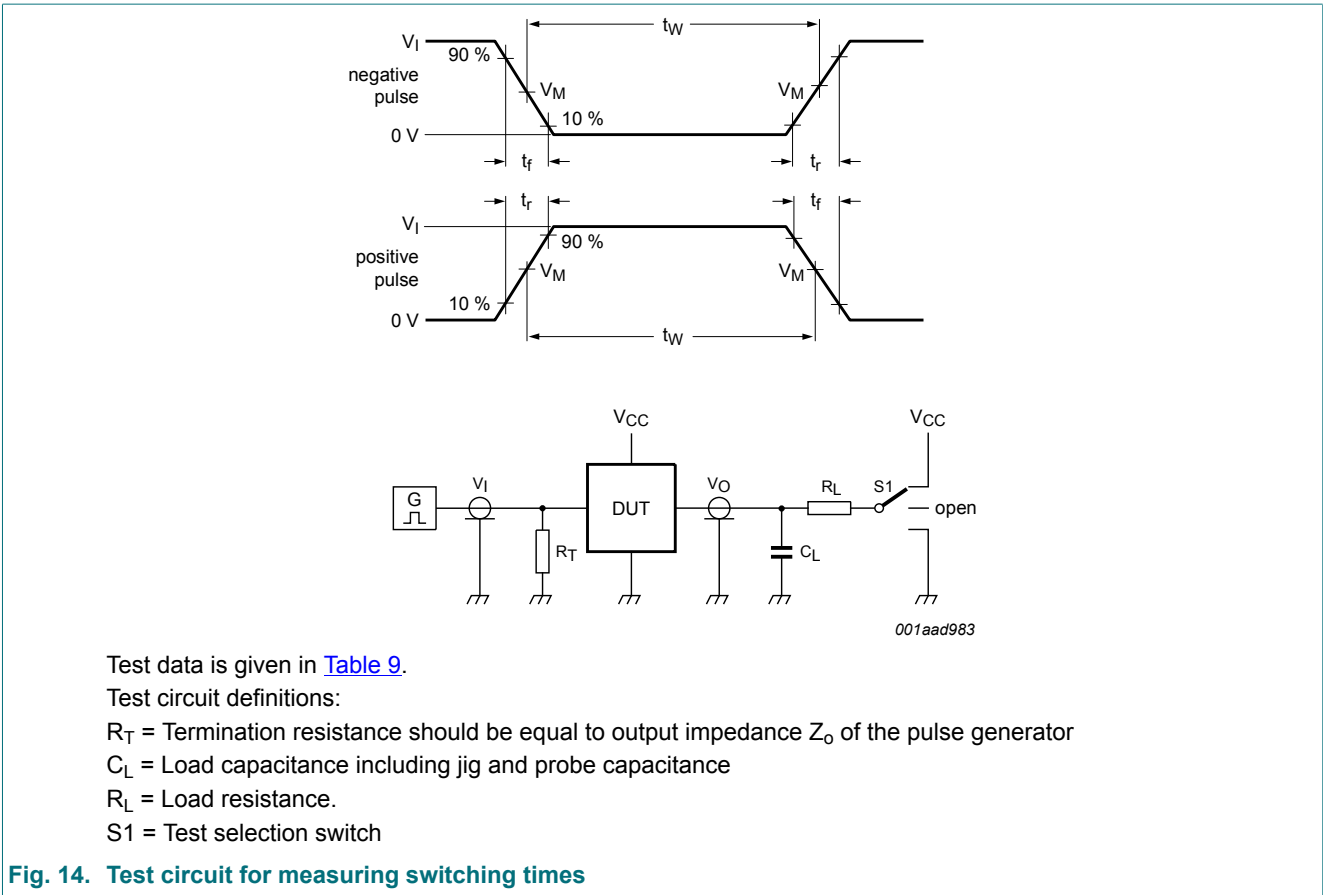 tW
VI
90 %
negative
pulse
VM
VM
10 %
0 V
tf
tr
tr
tf
VI
90 %
positive
pulse
VM
VM
10 %
0 V
tW
VCC
VCC
G
VI
DUT
VO
RL
S1
open
RT
CL
001aad983
Test data is given in Table 9.
Test circuit definitions:
RT = Termination resistance should be equal to output impedance Zo of the pulse generator
CL = Load capacitance including jig and probe capacitance
RL = Load resistance.
S1 = Test selection switch
Fig. 14. Test circuit for measuring switching times